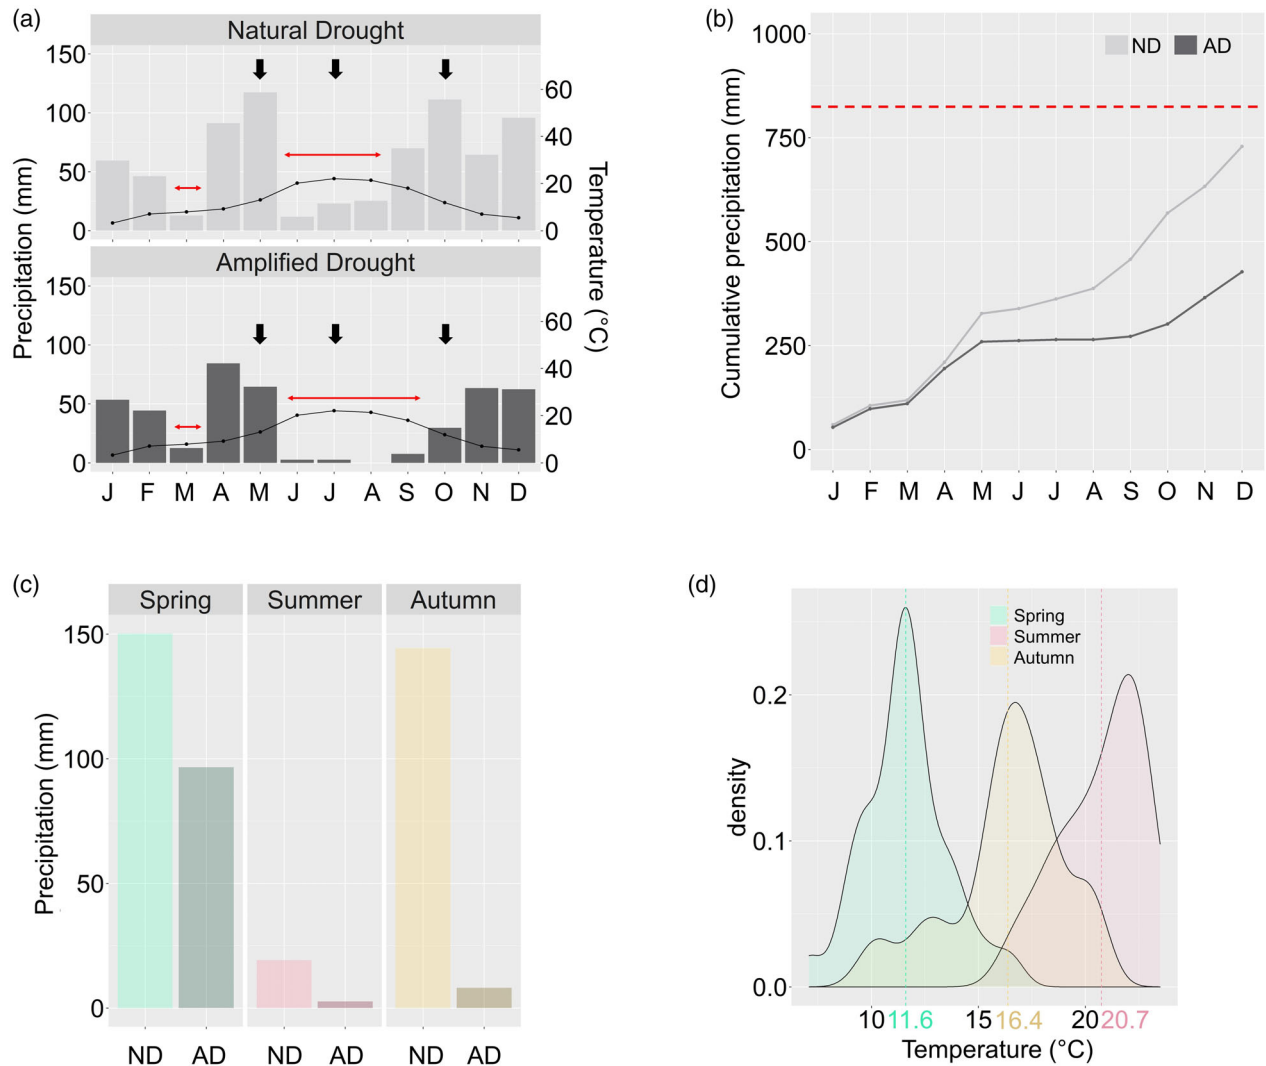 (a)
Natural Drought
150
100
50
0
60
40
20
0
Amplified Drought
150
100
50
0
60
40
20
0
Precipitation (mm)
Temperature (°C)
J F M A M J J A S O N D
(b)
ND AD
1000
750
500
250
0
Cumulative precipitation (mm)
J F M A M J J A S O N D
(c)
Spring Summer Autumn
150
100
50
0
Precipitation (mm)
ND AD ND AD ND AD
(d)
Spring
Summer
Autumn
0.2
0.1
0.0
density
10 11.6 15 16.4 20 20.7
Temperature (°C)